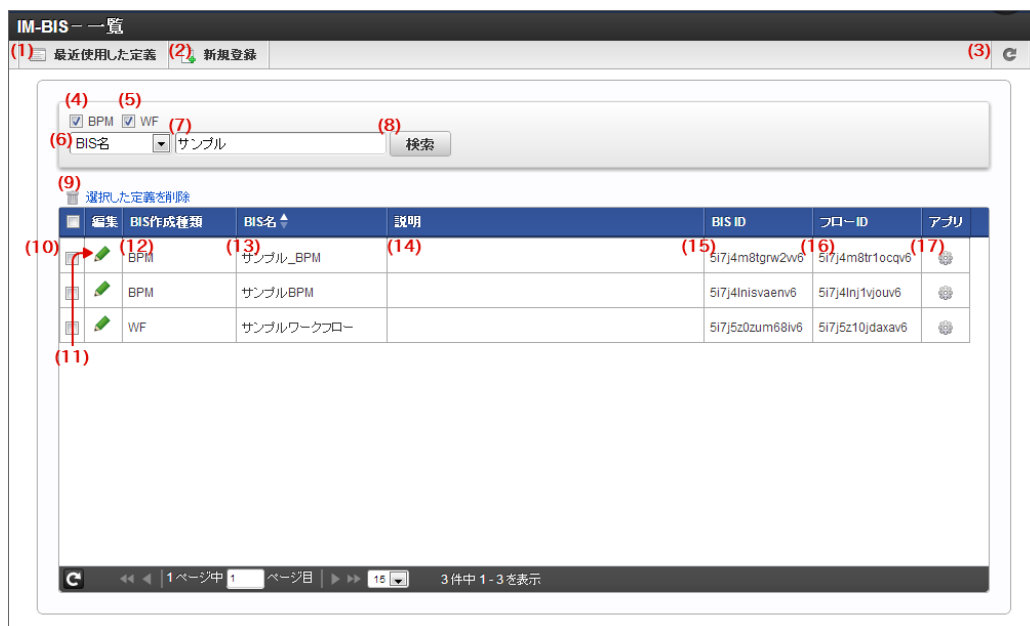 IM-BIS－一覧
(1) 最近使用した定義 (2) 新規登録 (3)
(4) (5)
BPM WF
(6) BIS名 (7) サンプル (8) 検索
(9) 選択した定義を削除
編集 BIS作成種類 BIS名 説明 BIS ID フローID アプリ
(10) (12) (13) (14) (15) (16) (17)
BPM サンプル_BPM 5i7j4m8tgrw2vv6 5i7j4m8tr1ocqv6
BPM サンプルBPM 5i7j4lnisvaenv6 5i7j4lnj1vjouv6
WF サンプルワークフロー 5i7j5z0zum68iv6 5i7j5z10jdaxav6
(11)
1ページ中 1 ページ目 15 3件中 1 - 3 を表示